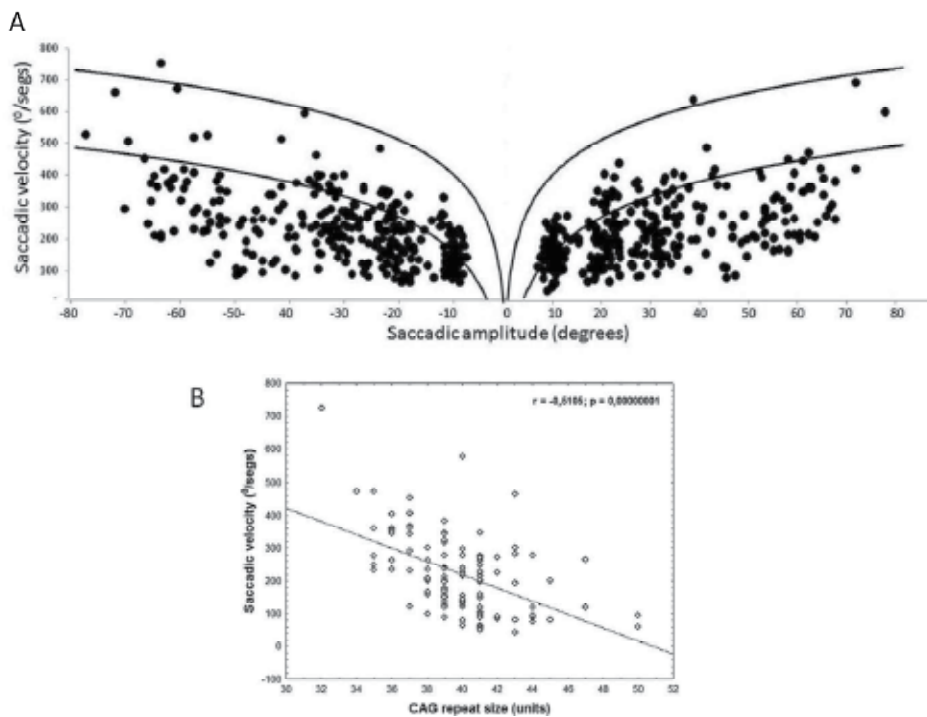 A
Saccadic velocity (⁰/segs)
800
700
600
500
400
300
200
100
-
-80 -70 -60 -50 -40 -30 -20 -10 0 10 20 30 40 50 60 70 80
Saccadic amplitude (degrees)
B
r = -0,5105; p = 0,00000001
Saccadic velocity (⁰/segs)
800
700
600
500
400
300
200
100
0
-100
30 32 34 36 38 40 42 44 46 48 50 52
CAG repeat size (units)